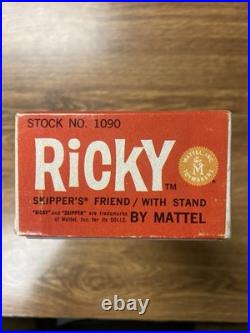 STOCK NO. 1090
RicKY™
MATTEL, INC.
M
TOYMAKERS
®
SKIPPER'S® FRIEND / WITH STAND
"RICKY" and "SKIPPER" are trademarks
of Mattel, Inc. for its DOLLS.
BY MATTEL